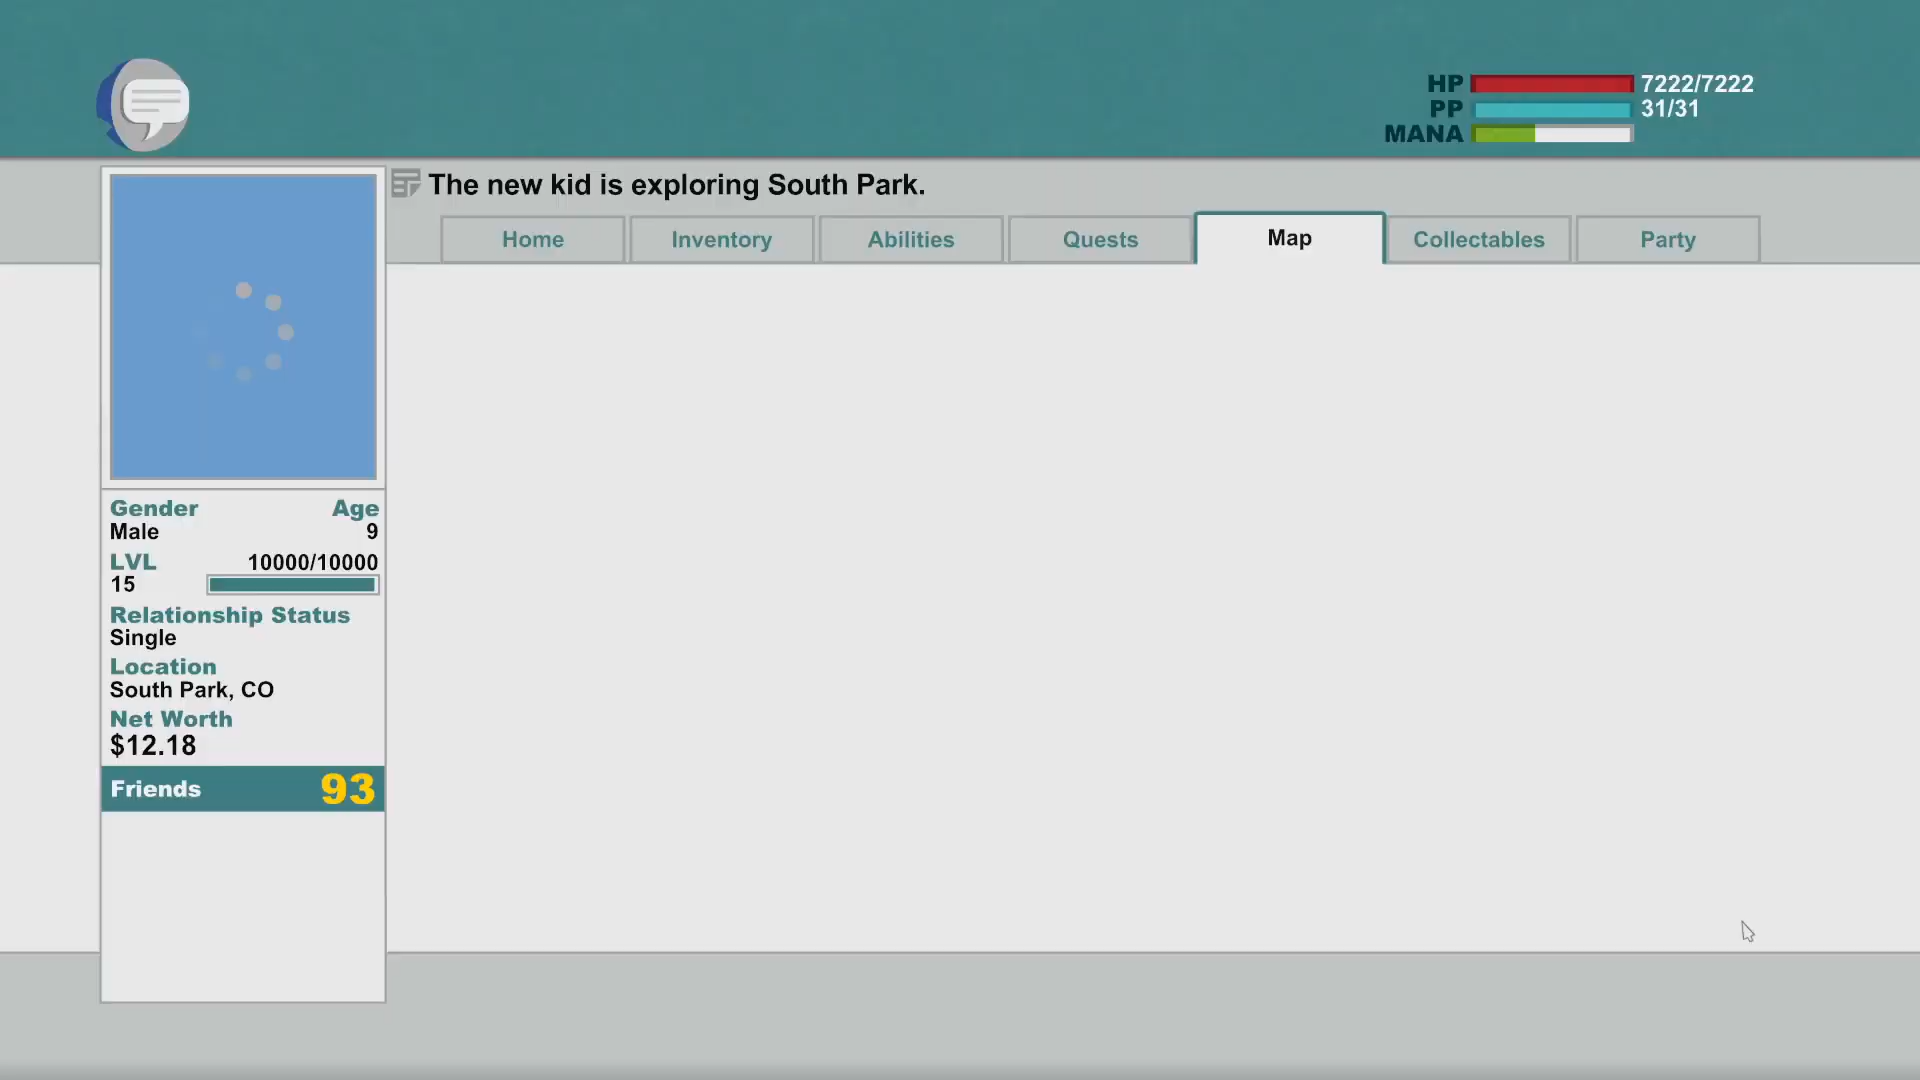 HP 7222/7222
PP 31/31
MANA
The new kid is exploring South Park.
Home Inventory Abilities Quests Map Collectables Party
Gender Age
Male 9
LVL 10000/10000
15
Relationship Status
Single
Location
South Park, CO
Net Worth
$12.18
Friends 93